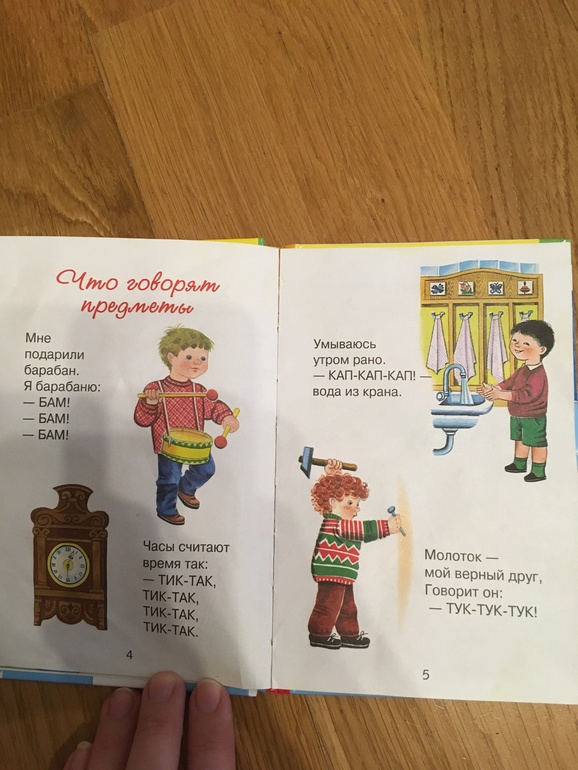 Что говорят
предметы
Мне
подарили
барабан.
Я барабаню:
— БАМ!
— БАМ!
— БАМ!
Часы считают
время так:
— ТИК-ТАК,
ТИК-ТАК,
ТИК-ТАК,
ТИК-ТАК.
4
Умываюсь
утром рано.
— КАП-КАП-КАП! —
вода из крана.
Молоток —
мой верный друг,
Говорит он:
— ТУК-ТУК-ТУК!
5